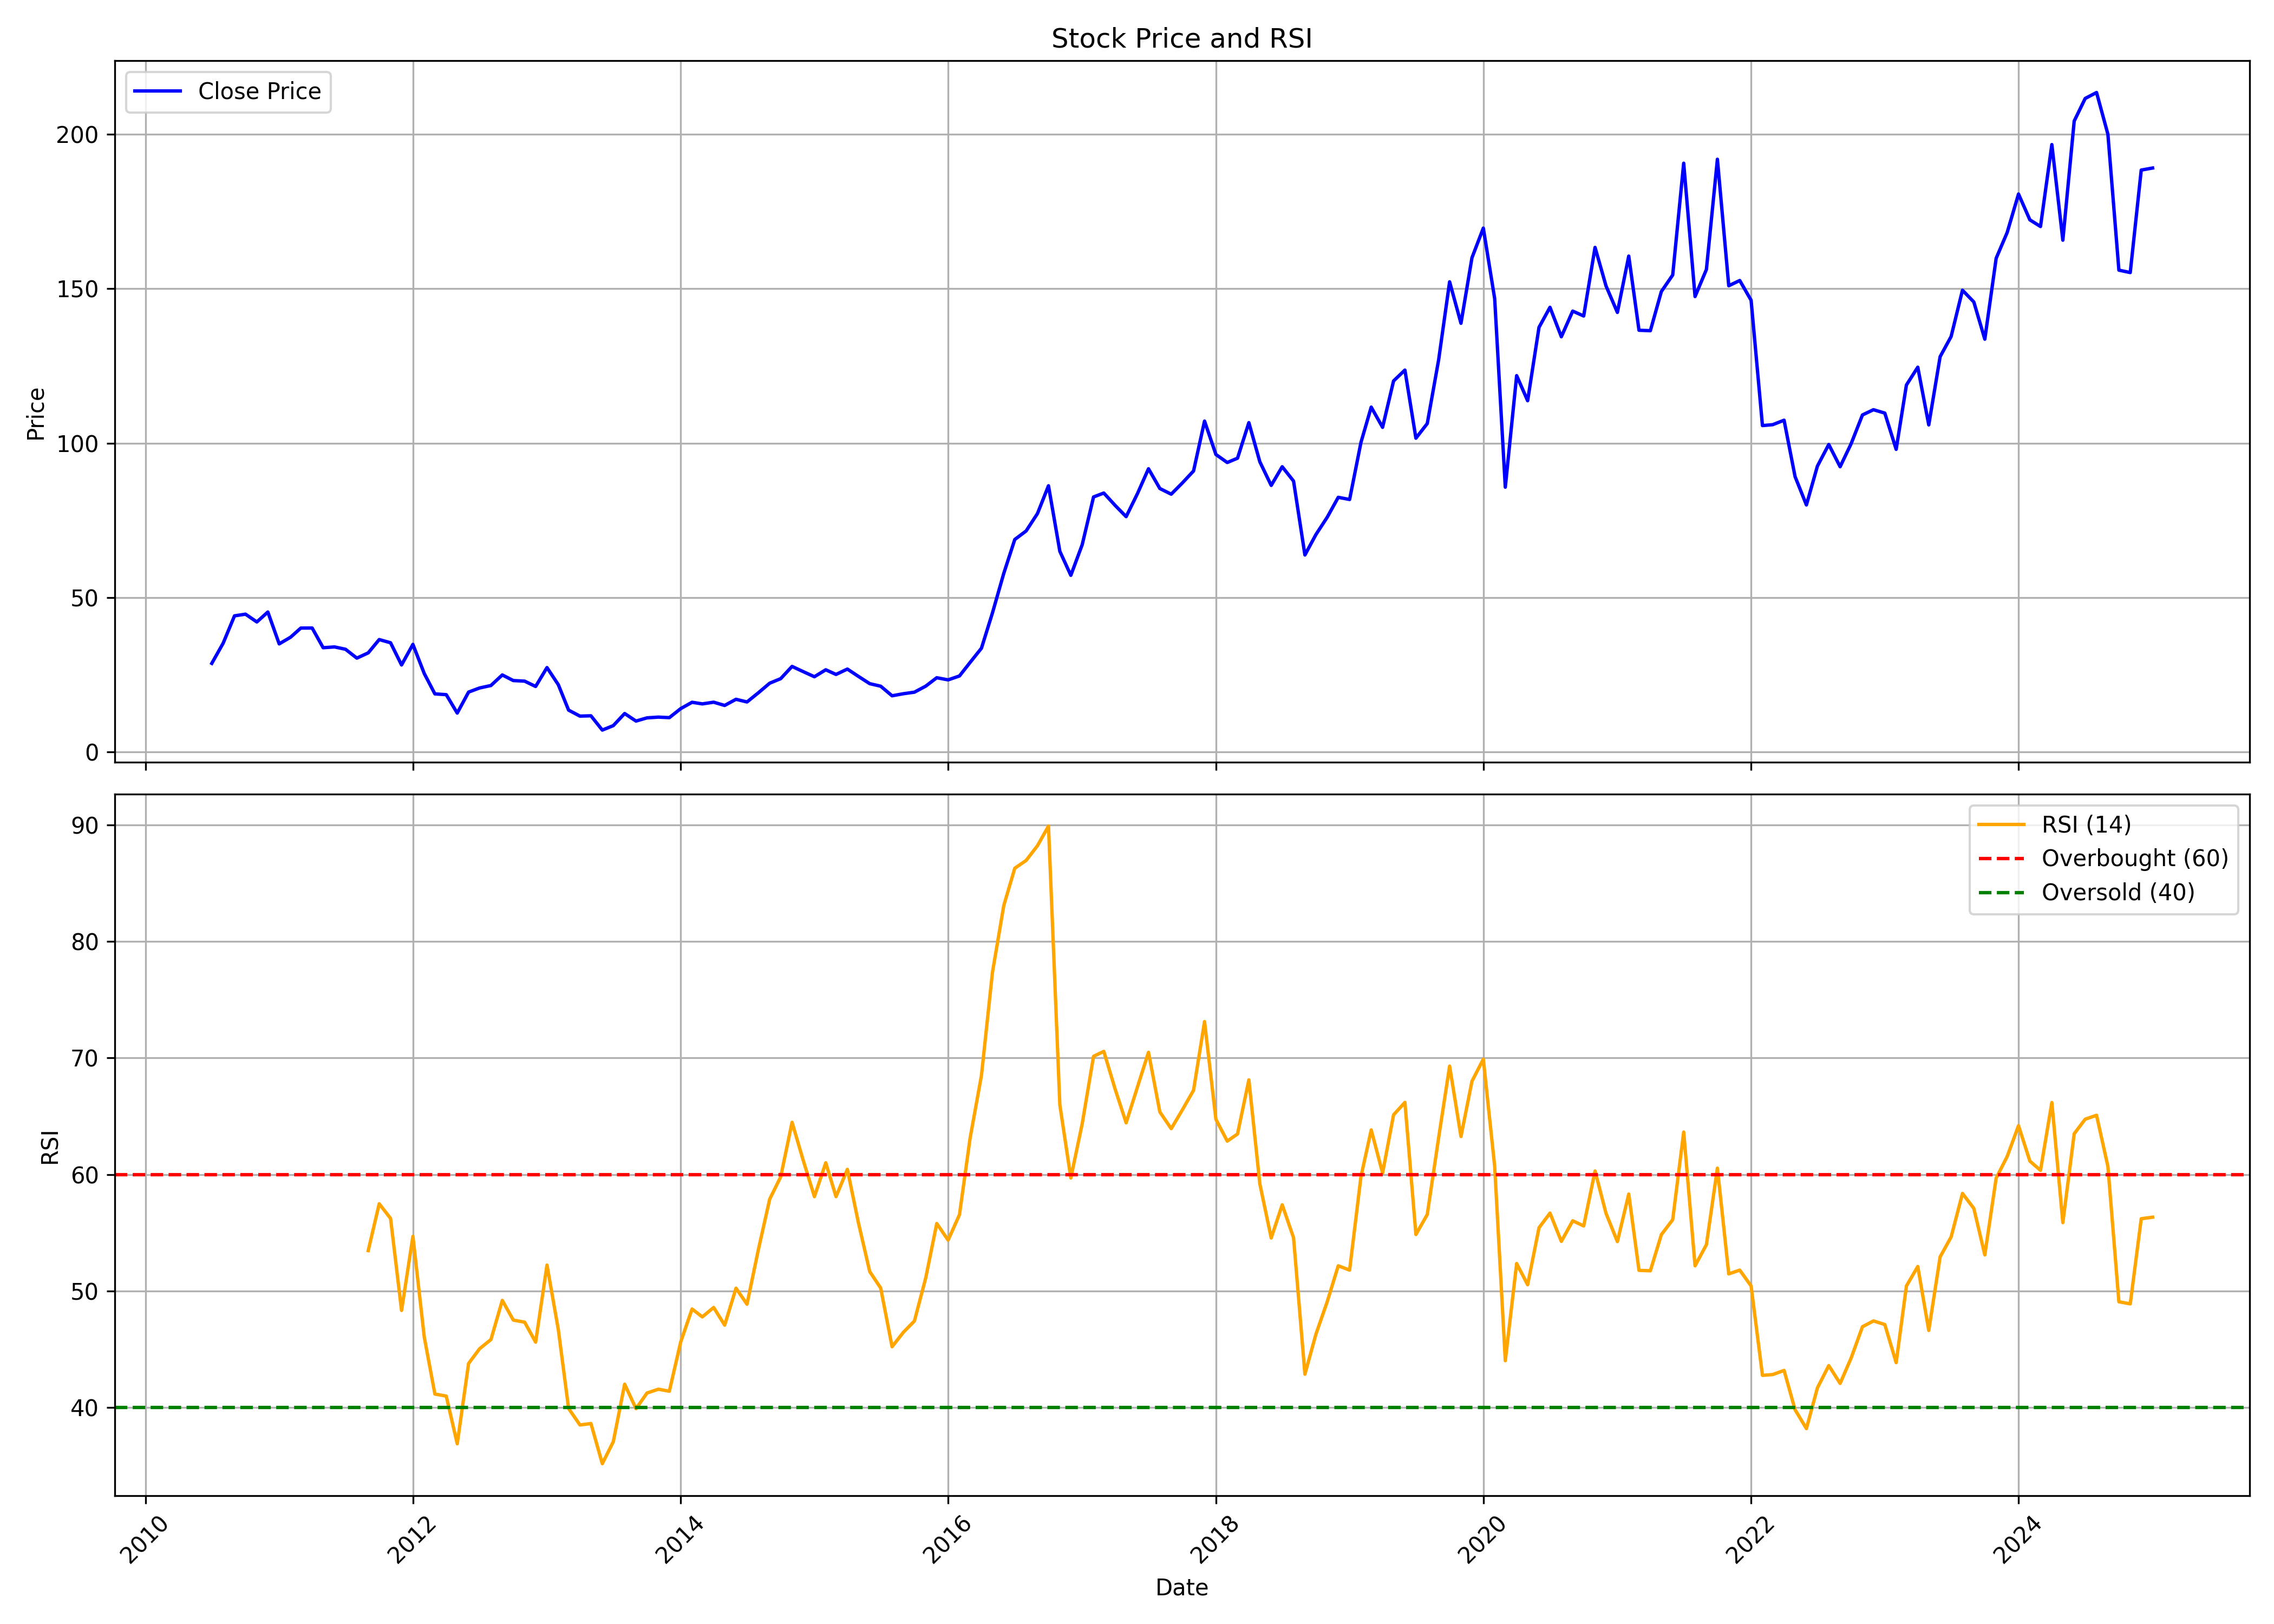 Stock Price and RSI
Close Price
200
150
100
50
0
Price
90
80
70
60
50
40
RSI
RSI (14)
Overbought (60)
Oversold (40)
2010
2012
2014
2016
2018
2020
2022
2024
Date